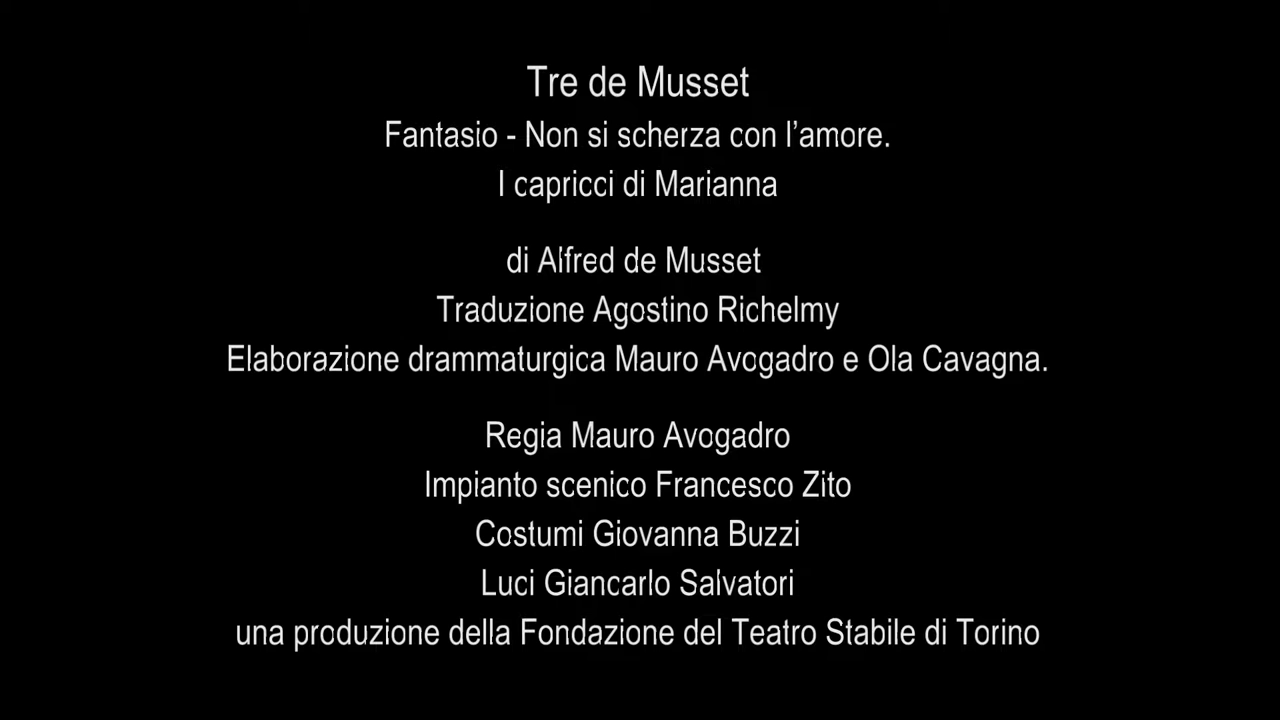 Tre de Musset
Fantasio - Non si scherza con l’amore.
I capricci di Marianna
di Alfred de Musset
Traduzione Agostino Richelmy
Elaborazione drammaturgica Mauro Avogadro e Ola Cavagna.
Regia Mauro Avogadro
Impianto scenico Francesco Zito
Costumi Giovanna Buzzi
Luci Giancarlo Salvatori
una produzione della Fondazione del Teatro Stabile di Torino